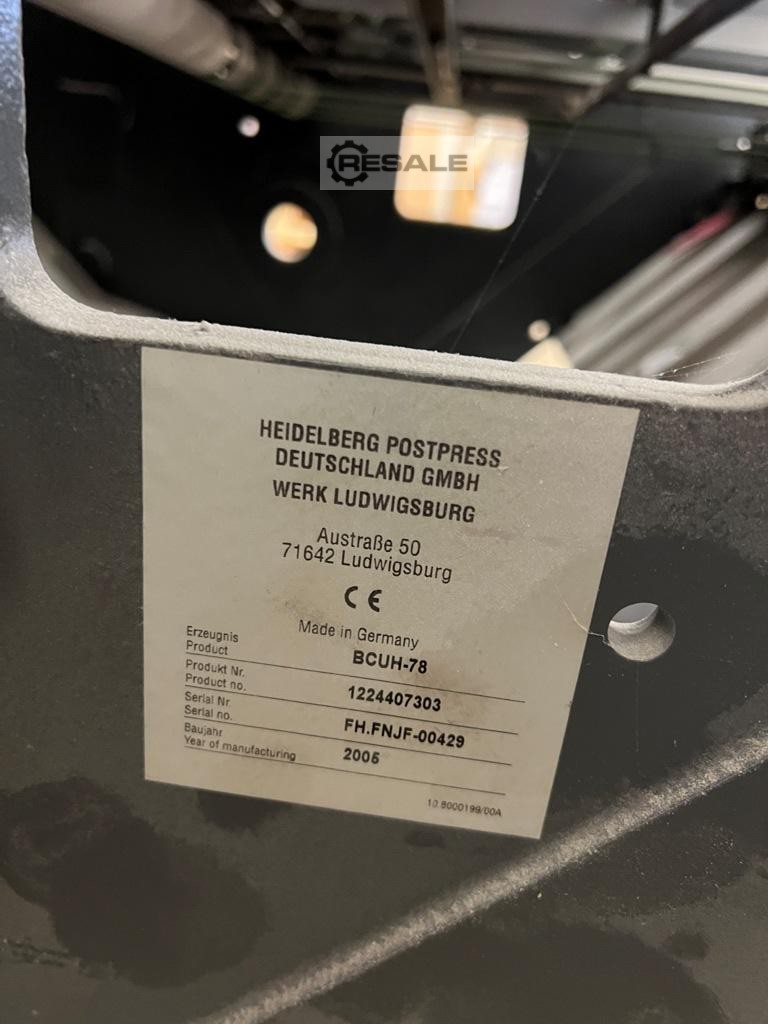 RESALE
HEIDELBERG POSTPRESS
DEUTSCHLAND GMBH
WERK LUDWIGSBURG
Austraße 50
71642 Ludwigsburg
CE
Made in Germany
Erzeugnis
Product
BCUH-78
Produkt Nr.
Product no.
1224407303
Serial Nr.
Serial no.
FH.FNJF-00429
Baujahr
Year of manufacturing
2005
10.8000199/00A